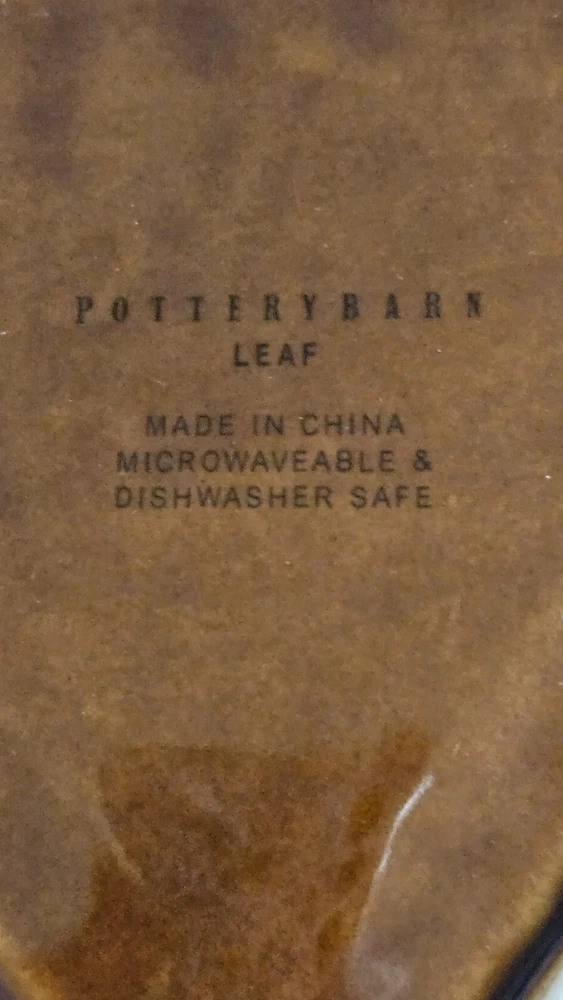 POTTERYBARN
LEAF
MADE IN CHINA
MICROWAVEABLE &
DISHWASHER SAFE